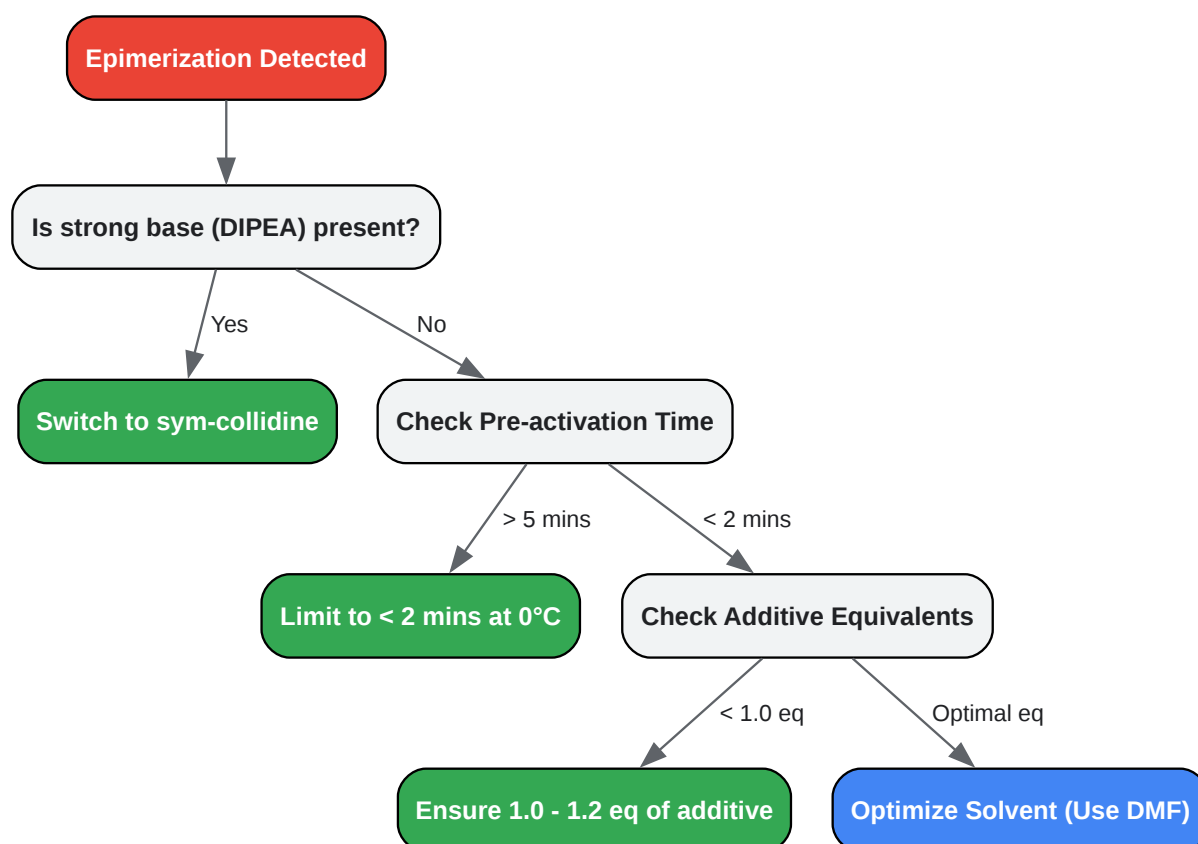 Epimerization Detected
Is strong base (DIPEA) present?
Yes
No
Switch to sym-collidine
Check Pre-activation Time
> 5 mins
< 2 mins
Limit to < 2 mins at 0°C
Check Additive Equivalents
< 1.0 eq
Optimal eq
Ensure 1.0 - 1.2 eq of additive
Optimize Solvent (Use DMF)